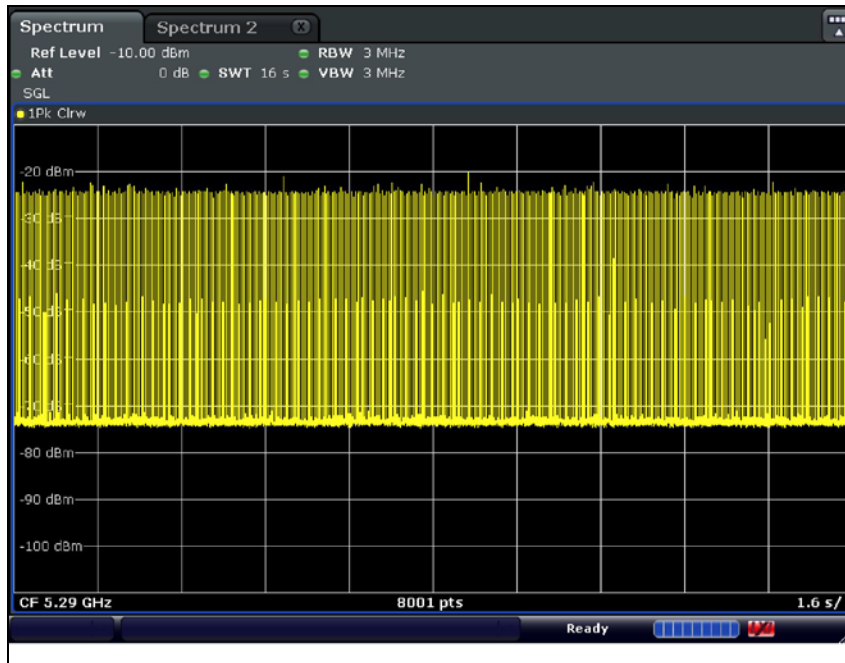 Spectrum Spectrum 2 X
Ref Level -10.00 dBm RBW 3 MHz
Att 0 dB SWT 16 s VBW 3 MHz
SGL
1Pk Clrw
-20 dBm
-80 dBm
-90 dBm
-100 dBm
CF 5.29 GHz 8001 pts 1.6 s/
Ready